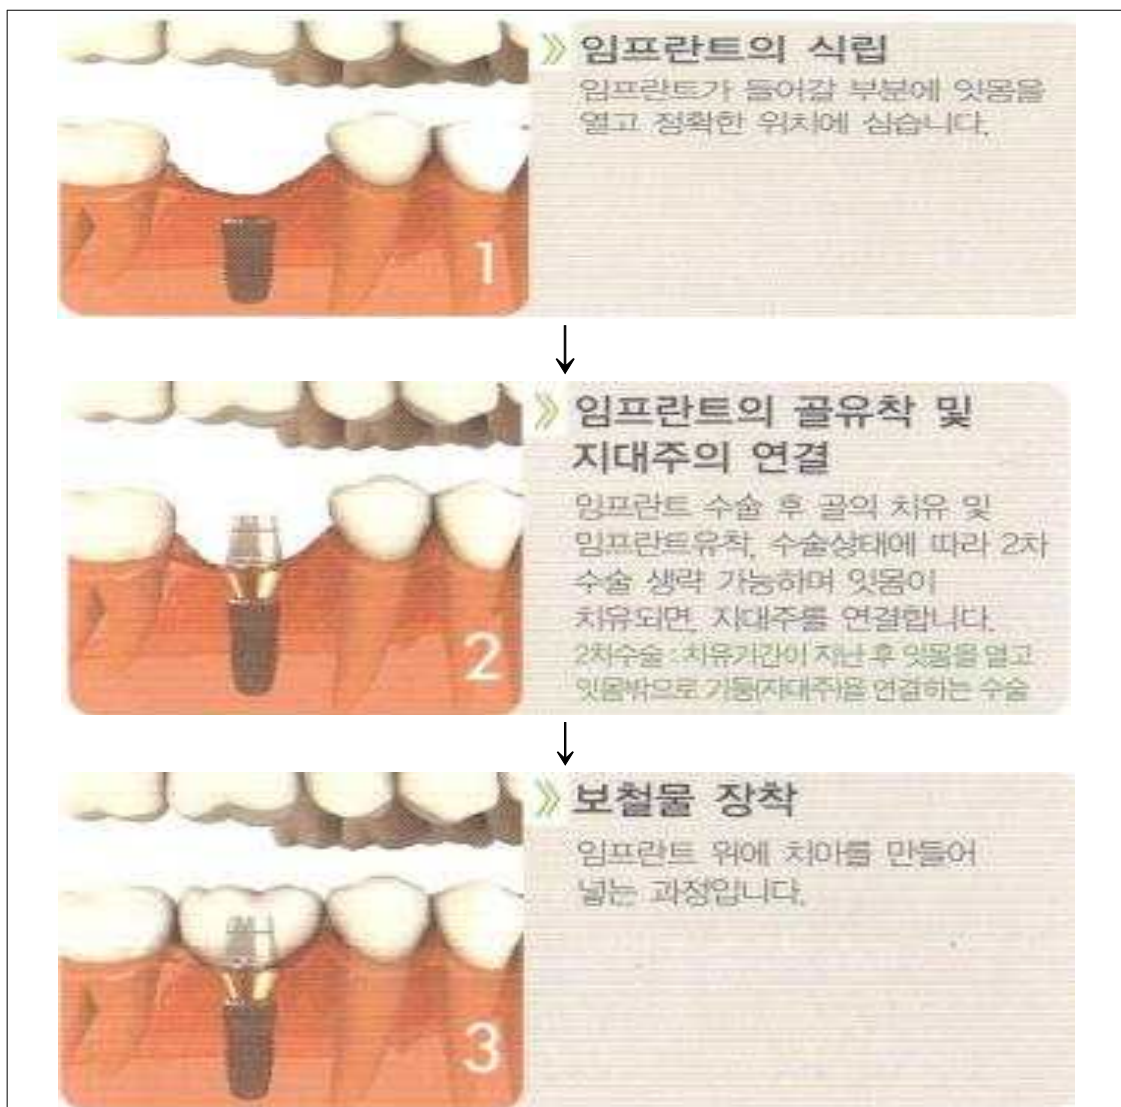 》 임프란트의 식립
임프란트가 들어갈 부분에 잇몸을
열고 정확한 위치에 심습니다.
1
↓
》 임프란트의 골유착 및
지대주의 연결
임프란트 수술 후 골의 치유 및
임프란트유착, 수술상태에 따라 2차
수술 생략 가능하며 잇몸이
치유되면, 지대주를 연결합니다.
2차수술 : 치유기간이 지난 후 잇몸을 열고
잇몸밖으로 기둥(지대주)을 연결하는 수술
2
↓
》 보철물 장착
임프란트 위에 치아를 만들어
넣는 과정입니다.
3